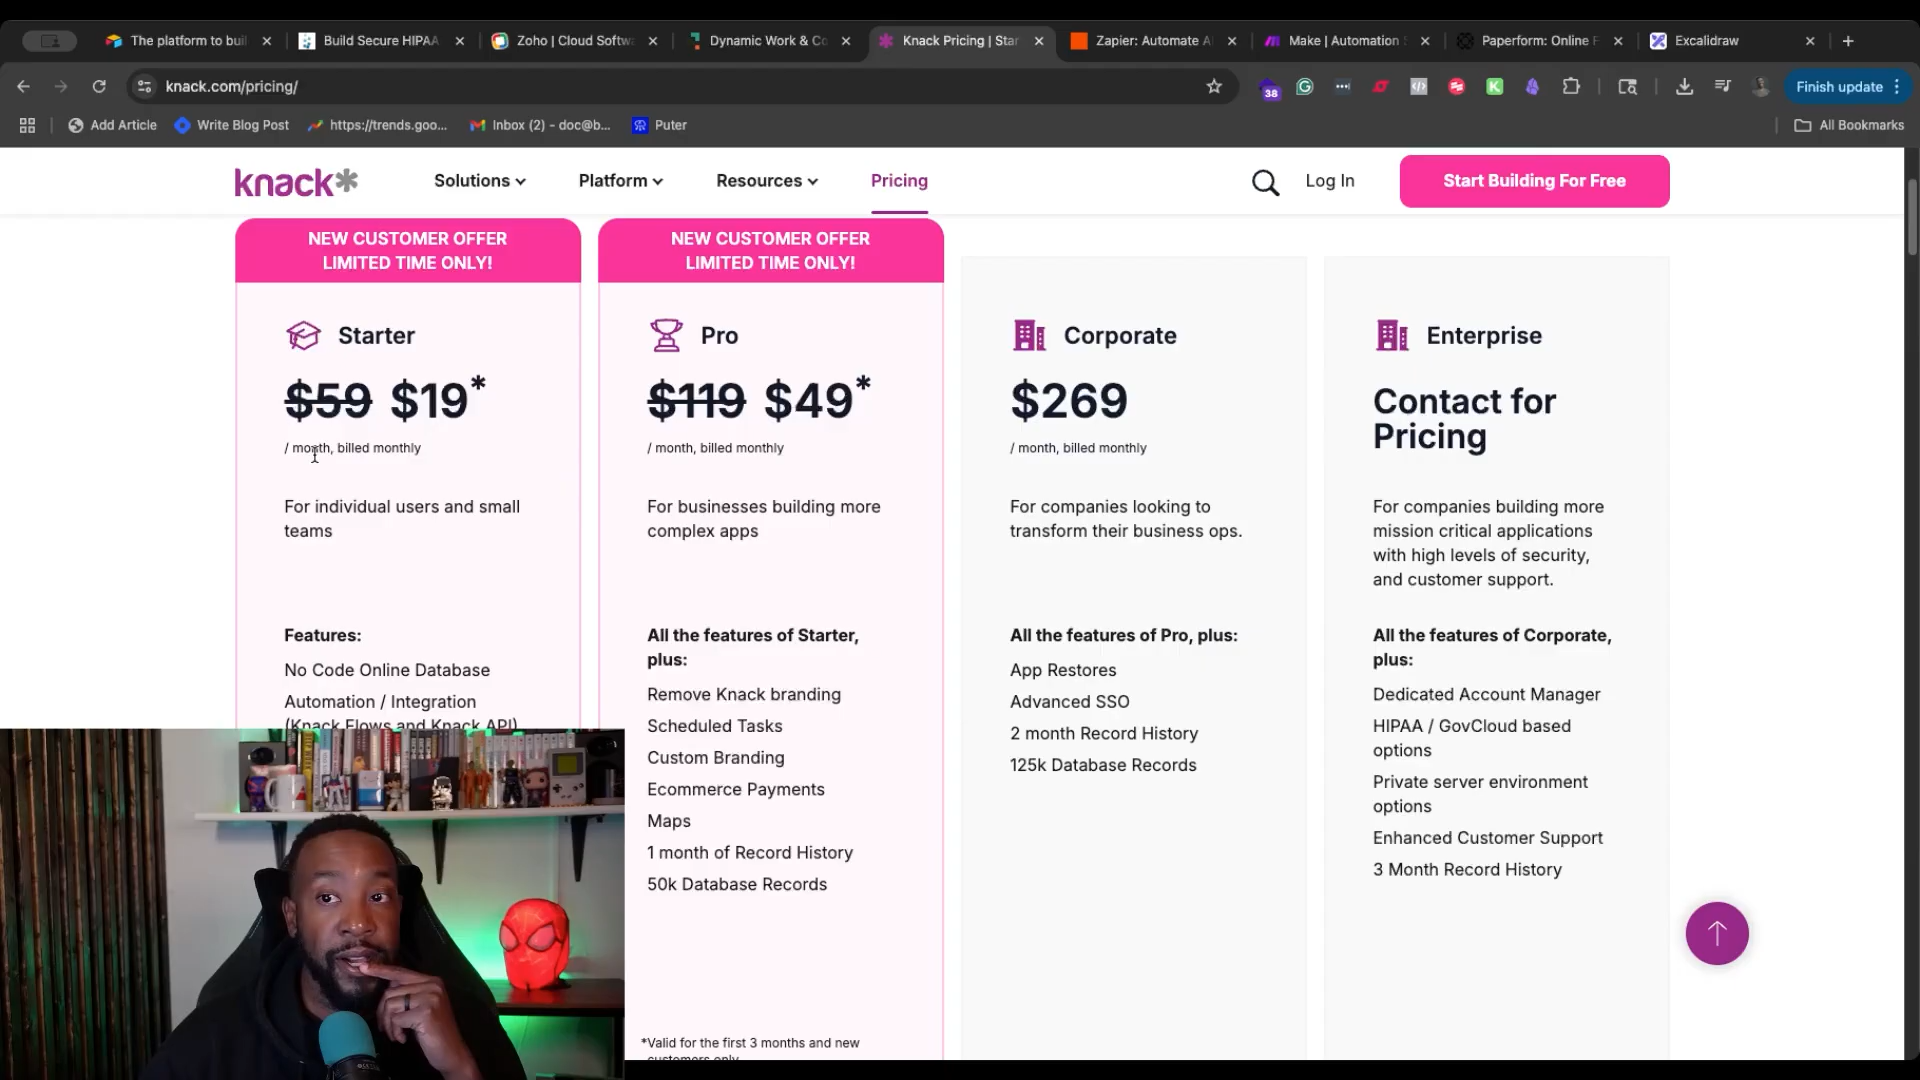 The platform to buil
Build Secure HIPAA
Zoho | Cloud Softw
Dynamic Work & Co
Knack Pricing | Star
Zapier: Automate A
Make | Automation
Paperform: Online F
Excalidraw
knack.com/pricing/
38
Finish update
Add Article
Write Blog Post
https://trends.goo...
Inbox (2) - doc@b...
Puter
All Bookmarks
knack*
Solutions
Platform
Resources
Pricing
Log In
Start Building For Free
NEW CUSTOMER OFFER
LIMITED TIME ONLY!
Starter
$59 $19*
/ month, billed monthly
For individual users and small
teams
Features:
No Code Online Database
Automation / Integration
(Knack Flows and Knack API)
NEW CUSTOMER OFFER
LIMITED TIME ONLY!
Pro
$119 $49*
/ month, billed monthly
For businesses building more
complex apps
All the features of Starter,
plus:
Remove Knack branding
Scheduled Tasks
Custom Branding
Ecommerce Payments
Maps
1 month of Record History
50k Database Records
*Valid for the first 3 months and new
customers only
Corporate
$269
/ month, billed monthly
For companies looking to
transform their business ops.
All the features of Pro, plus:
App Restores
Advanced SSO
2 month Record History
125k Database Records
Enterprise
Contact for
Pricing
For companies building more
mission critical applications
with high levels of security,
and customer support.
All the features of Corporate,
plus:
Dedicated Account Manager
HIPAA / GovCloud based
options
Private server environment
options
Enhanced Customer Support
3 Month Record History